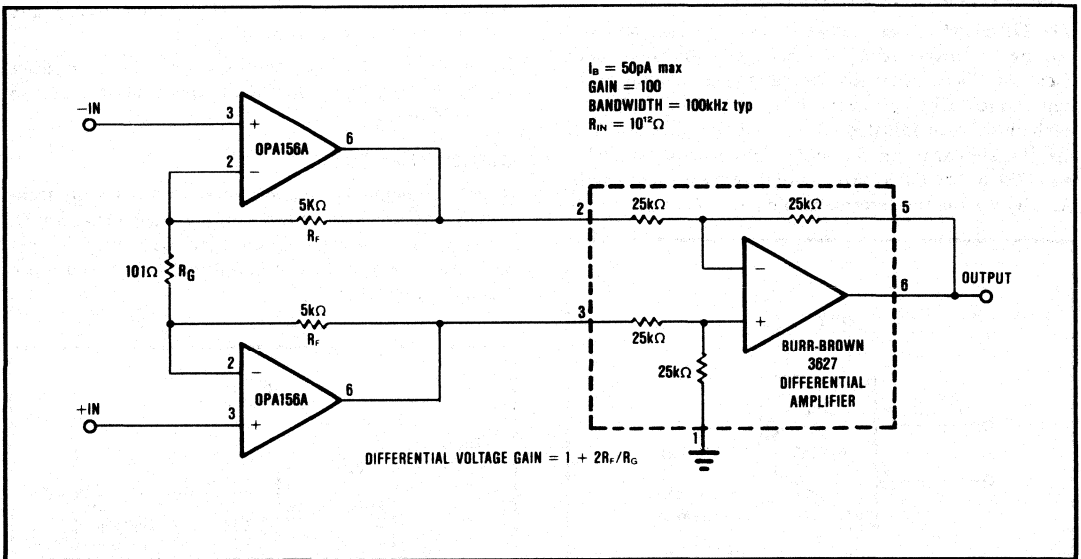 I_B = 50pA max
GAIN = 100
BANDWIDTH = 100kHz typ
R_IN = 10¹²Ω
−IN
3
+
OPA156A
6
2
−
5KΩ
R_F
101Ω R_G
5kΩ
R_F
2
−
OPA156A
6
+IN
3
+
2
25kΩ
25kΩ
5
−
OUTPUT
6
3
25kΩ
+
25kΩ
BURR-BROWN
3627
DIFFERENTIAL
AMPLIFIER
1
DIFFERENTIAL VOLTAGE GAIN = 1 + 2R_F/R_G